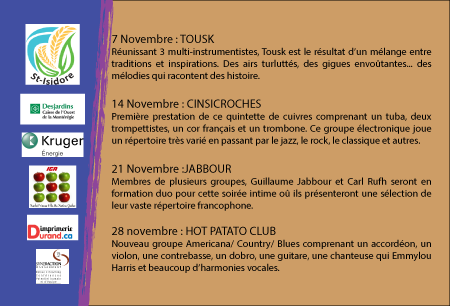 St-Isidore
Desjardins
Caisse de l'Ouest
de la Montérégie
Kruger
Énergie
IGA
imprimerie
Durand.ca
7 Novembre : TOUSK
Réunissant 3 multi-instrumentistes, Tousk est le résultat d'un mélange entre
traditions et inspirations. Des airs turluttés, des gigues envoûtantes... des
mélodies qui racontent des histoire.
14 Novembre : CINSICROCHES
Première prestation de ce quintette de cuivres comprenant un tuba, deux
trompettistes, un cor français et un trombone. Ce groupe électronique joue
un répertoire très varié en passant par le jazz, le rock, le classique et autres.
21 Novembre :JABBOUR
Membres de plusieurs groupes, Guillaume Jabbour et Carl Rufh seront en
formation duo pour cette soirée intime où ils présenteront une sélection de
leur vaste répertoire francophone.
28 novembre : HOT PATATO CLUB
Nouveau groupe Americana/ Country/ Blues comprenant un accordéon, un
violon, une contrebasse, un dobro, une guitare, une chanteuse qui Emmylou
Harris et beaucoup d'harmonies vocales.